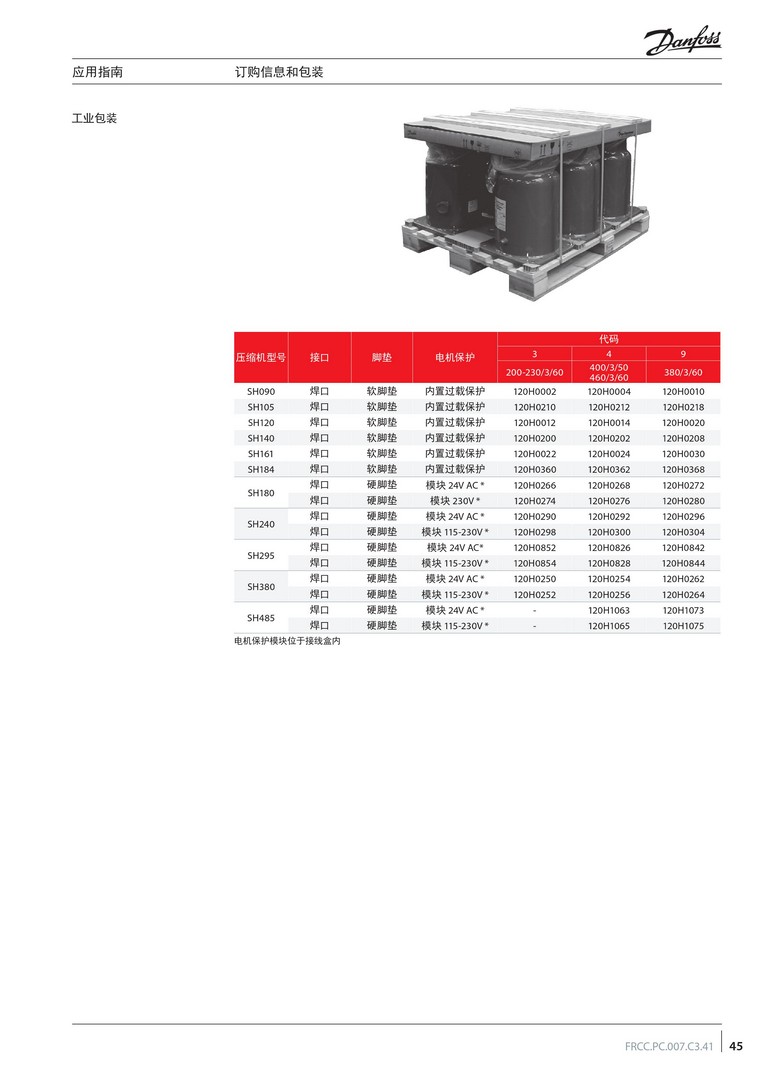 Danfoss
应用指南 订购信息和包装
工业包装
压缩机型号 接口 脚垫 电机保护 代码
3 4 9
200-230/3/60 400/3/50 460/3/60 380/3/60
SH090 焊口 软脚垫 内置过载保护 120H0002 120H0004 120H0010
SH105 焊口 软脚垫 内置过载保护 120H0210 120H0212 120H0218
SH120 焊口 软脚垫 内置过载保护 120H0012 120H0014 120H0020
SH140 焊口 软脚垫 内置过载保护 120H0200 120H0202 120H0208
SH161 焊口 软脚垫 内置过载保护 120H0022 120H0024 120H0030
SH184 焊口 软脚垫 内置过载保护 120H0360 120H0362 120H0368
SH180 焊口 硬脚垫 模块 24V AC * 120H0266 120H0268 120H0272
焊口 硬脚垫 模块 230V * 120H0274 120H0276 120H0280
SH240 焊口 硬脚垫 模块 24V AC * 120H0290 120H0292 120H0296
焊口 硬脚垫 模块 115-230V * 120H0298 120H0300 120H0304
SH295 焊口 硬脚垫 模块 24V AC* 120H0852 120H0826 120H0842
焊口 硬脚垫 模块 115-230V * 120H0854 120H0828 120H0844
SH380 焊口 硬脚垫 模块 24V AC * 120H0250 120H0254 120H0262
焊口 硬脚垫 模块 115-230V * 120H0252 120H0256 120H0264
SH485 焊口 硬脚垫 模块 24V AC * - 120H1063 120H1073
焊口 硬脚垫 模块 115-230V * - 120H1065 120H1075
电机保护模块位于接线盒内
FRCC.PC.007.C3.41 45